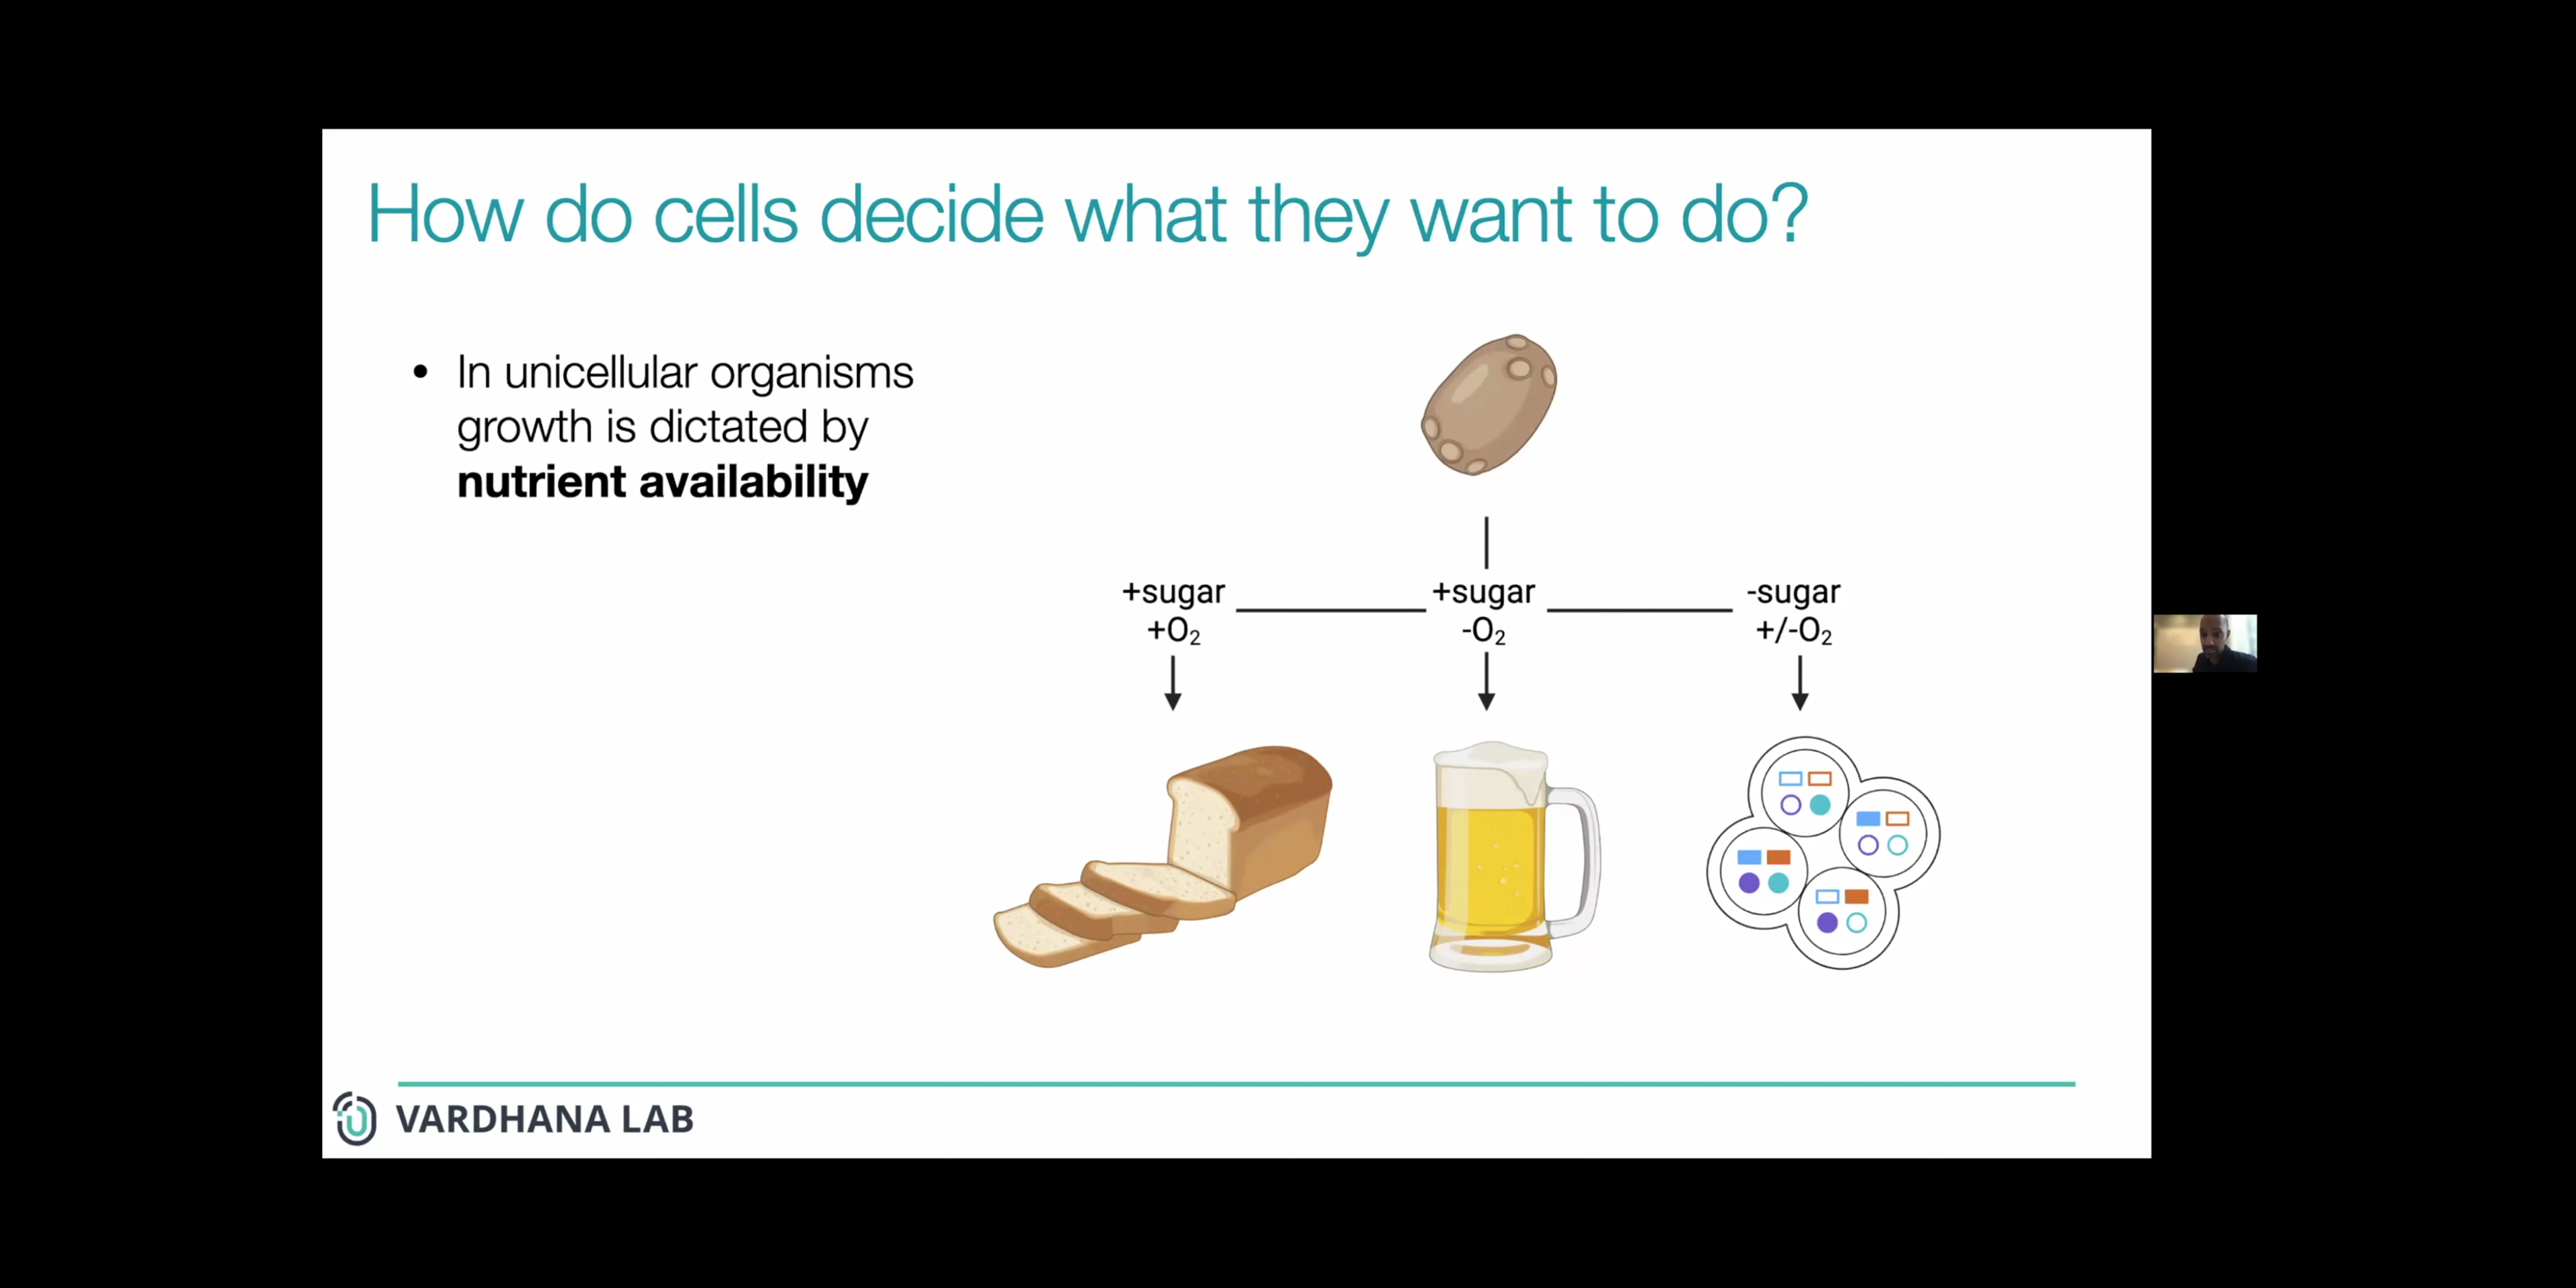 How do cells decide what they want to do?
• In unicellular organisms
growth is dictated by
nutrient availability
+sugar
+O₂
+sugar
-O₂
-sugar
+/-O₂
VARDHANA LAB